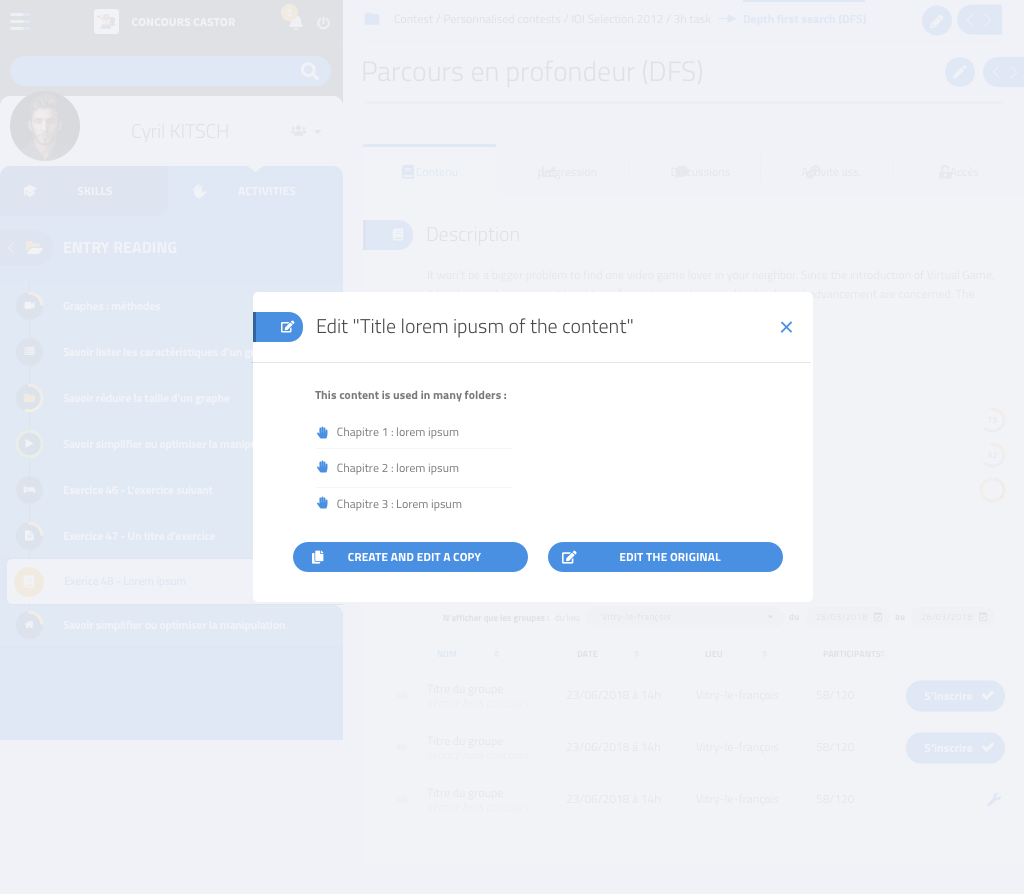 CONCOURS CASTOR
Contest / Personnalised contests / IOI Selection 2012 / 3h task
Depth first search (DFS)
Parcours en profondeur (DFS)
Cyril KITSCH
Contenu
Progression
Discussions
Accès
SKILLS
ACTIVITIES
Description
ENTRY READING
It won't be a bigger problem to find one video game lover in your neighbor. Since the introduction of Virtual Game,
advancement are concerned. The
Graphes : méthodes
Savoir lister les caractéristiques d'un
Savoir réduire la taille d'un graphe
Savoir simplifier ou optimiser la
Exercice 46 - L'exercice suivant
Exercice 47 - Un titre d'exercice
Exerice 48 - Lorem ipsum
Savoir simplifier ou optimiser la manipulation
Edit "Title lorem ipusm of the content"
This content is used in many folders :
Chapitre 1 : lorem ipsum
Chapitre 2 : lorem ipsum
Chapitre 3 : Lorem ipsum
CREATE AND EDIT A COPY
EDIT THE ORIGINAL
N'afficher que les groupes : au lieu
Vitry-le-françois
du
26/03/2018
au
26/03/2018
NOM
DATE
LIEU
PARTICIPANTS
Titre du groupe
23/06/2018 à 14h
Vitry-le-françois
58/120
S'inscrire
Titre du groupe
23/06/2018 à 14h
Vitry-le-françois
58/120
S'inscrire
Titre du groupe
23/06/2018 à 14h
Vitry-le-françois
58/120